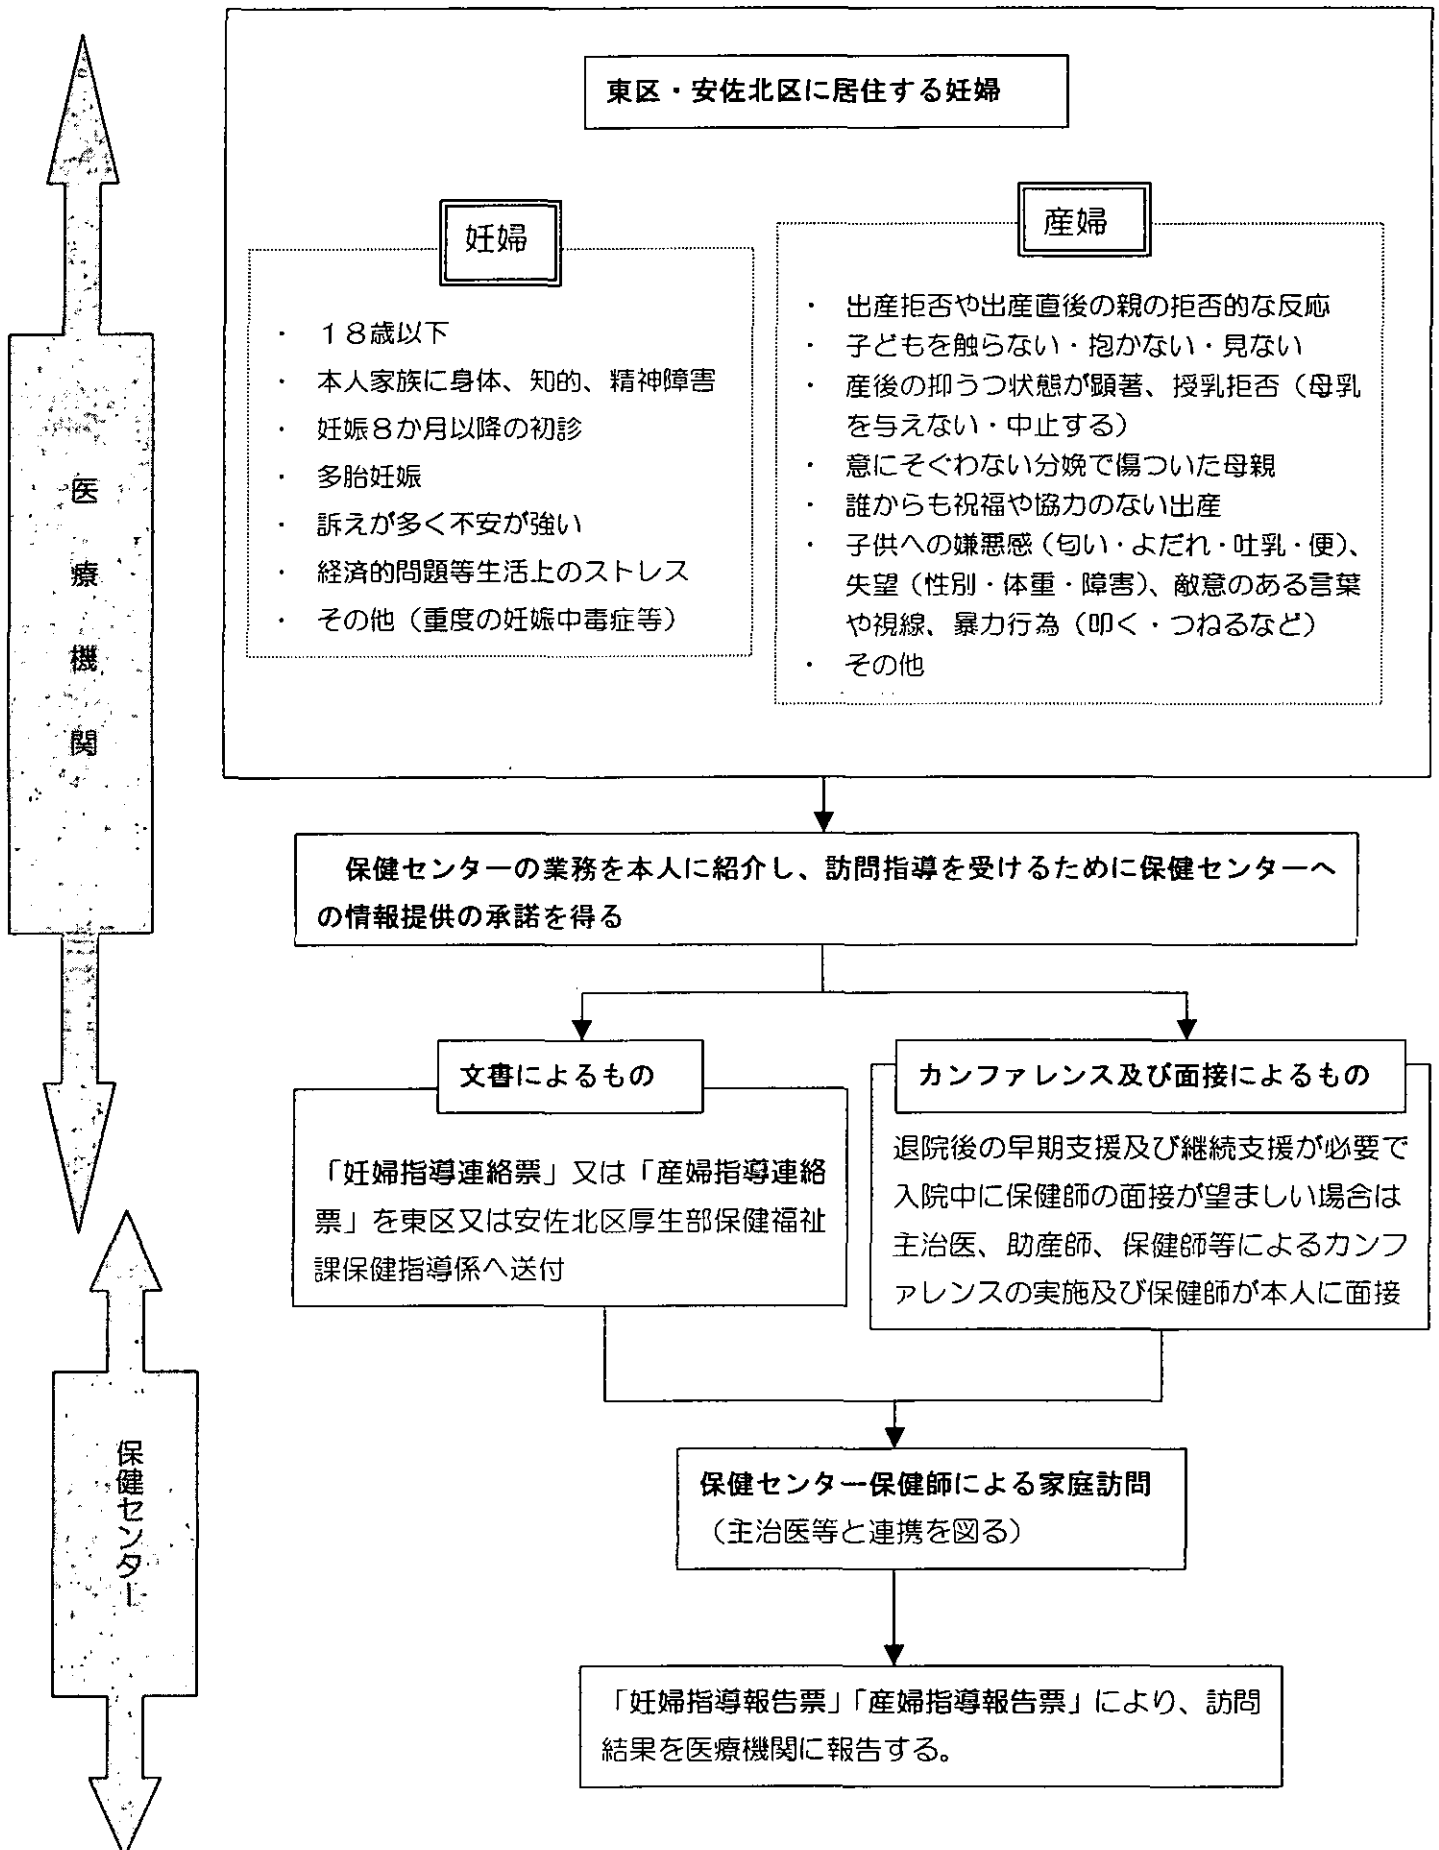 東区・安佐北区に居住する妊婦
妊婦
・ 18歳以下
・ 本人家族に身体、知的、精神障害
・ 妊娠8か月以降の初診
・ 多胎妊娠
・ 訴えが多く不安が強い
・ 経済的問題等生活上のストレス
・ その他（重度の妊娠中毒症等）
産婦
・ 出産拒否や出産直後の親の拒否的な反応
・ 子どもを触らない・抱かない・見ない
・ 産後の抑うつ状態が顕著、授乳拒否（母乳
を与えない・中止する）
・ 意にそぐわない分娩で傷ついた母親
・ 誰からも祝福や協力のない出産
・ 子供への嫌悪感（匂い・よだれ・吐乳・便）、
失望（性別・体重・障害）、敵意のある言葉
や視線、暴力行為（叩く・つねるなど）
・ その他
医療機関
保健センターの業務を本人に紹介し、訪問指導を受けるために保健センターへ
の情報提供の承諾を得る
文書によるもの
「妊婦指導連絡票」又は「産婦指導連絡
票」を東区又は安佐北区厚生部保健福祉
課保健指導係へ送付
カンファレンス及び面接によるもの
退院後の早期支援及び継続支援が必要で
入院中に保健師の面接が望ましい場合は
主治医、助産師、保健師等によるカンフ
ァレンスの実施及び保健師が本人に面接
保健センター
保健センター保健師による家庭訪問
（主治医等と連携を図る）
「妊婦指導報告票」「産婦指導報告票」により、訪問
結果を医療機関に報告する。